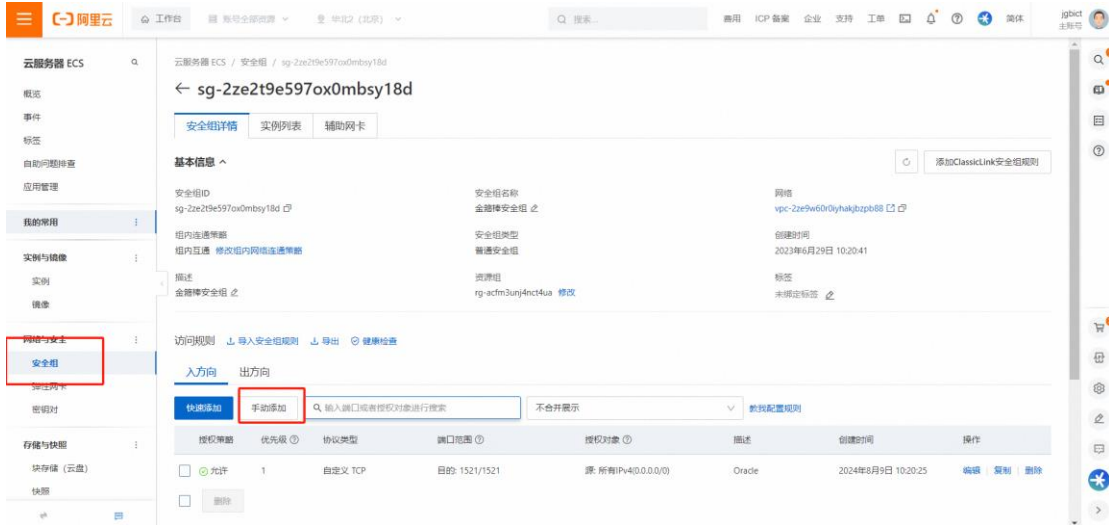 阿里云 工作台 账号全部资源 华北2 (北京) 搜索... 费用 ICP 备案 企业 支持 工单 简体 jgbict
主账号
云服务器 ECS
概览
事件
标签
自助问题排查
应用管理
我的常用
实例与镜像
实例
镜像
网络与安全
安全组
弹性网卡
密钥对
存储与快照
块存储 (云盘)
快照
云服务器 ECS / 安全组 / sg-2ze2t9e597ox0mbsy18d
← sg-2ze2t9e597ox0mbsy18d
安全组详情 实例列表 辅助网卡
基本信息 添加ClassicLink安全组规则
安全组ID 安全组名称 网络
sg-2ze2t9e597ox0mbsy18d 金箍棒安全组 vpc-2ze9w60r0iyhakjbzpb88
组内连通策略 安全组类型 创建时间
组内互通 修改组内网络连通策略 普通安全组 2023年6月29日 10:20:41
描述 资源组 标签
金箍棒安全组 rg-acfm3unj4nct4ua 修改 未绑定标签
访问规则 导入安全组规则 导出 健康检查
入方向 出方向
快速添加 手动添加 输入端口或者授权对象进行搜索 不合并展示 教我配置规则
授权策略 优先级 协议类型 端口范围 授权对象 描述 创建时间 操作
允许 1 自定义 TCP 目的: 1521/1521 源: 所有IPv4(0.0.0.0/0) Oracle 2024年8月9日 10:20:25 编辑 复制 删除
删除